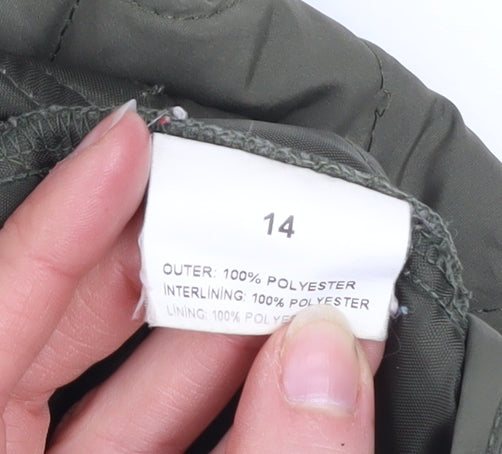 14
OUTER: 100% POLYESTER
INTERLINING: 100% POLYESTER
LINING: 100%